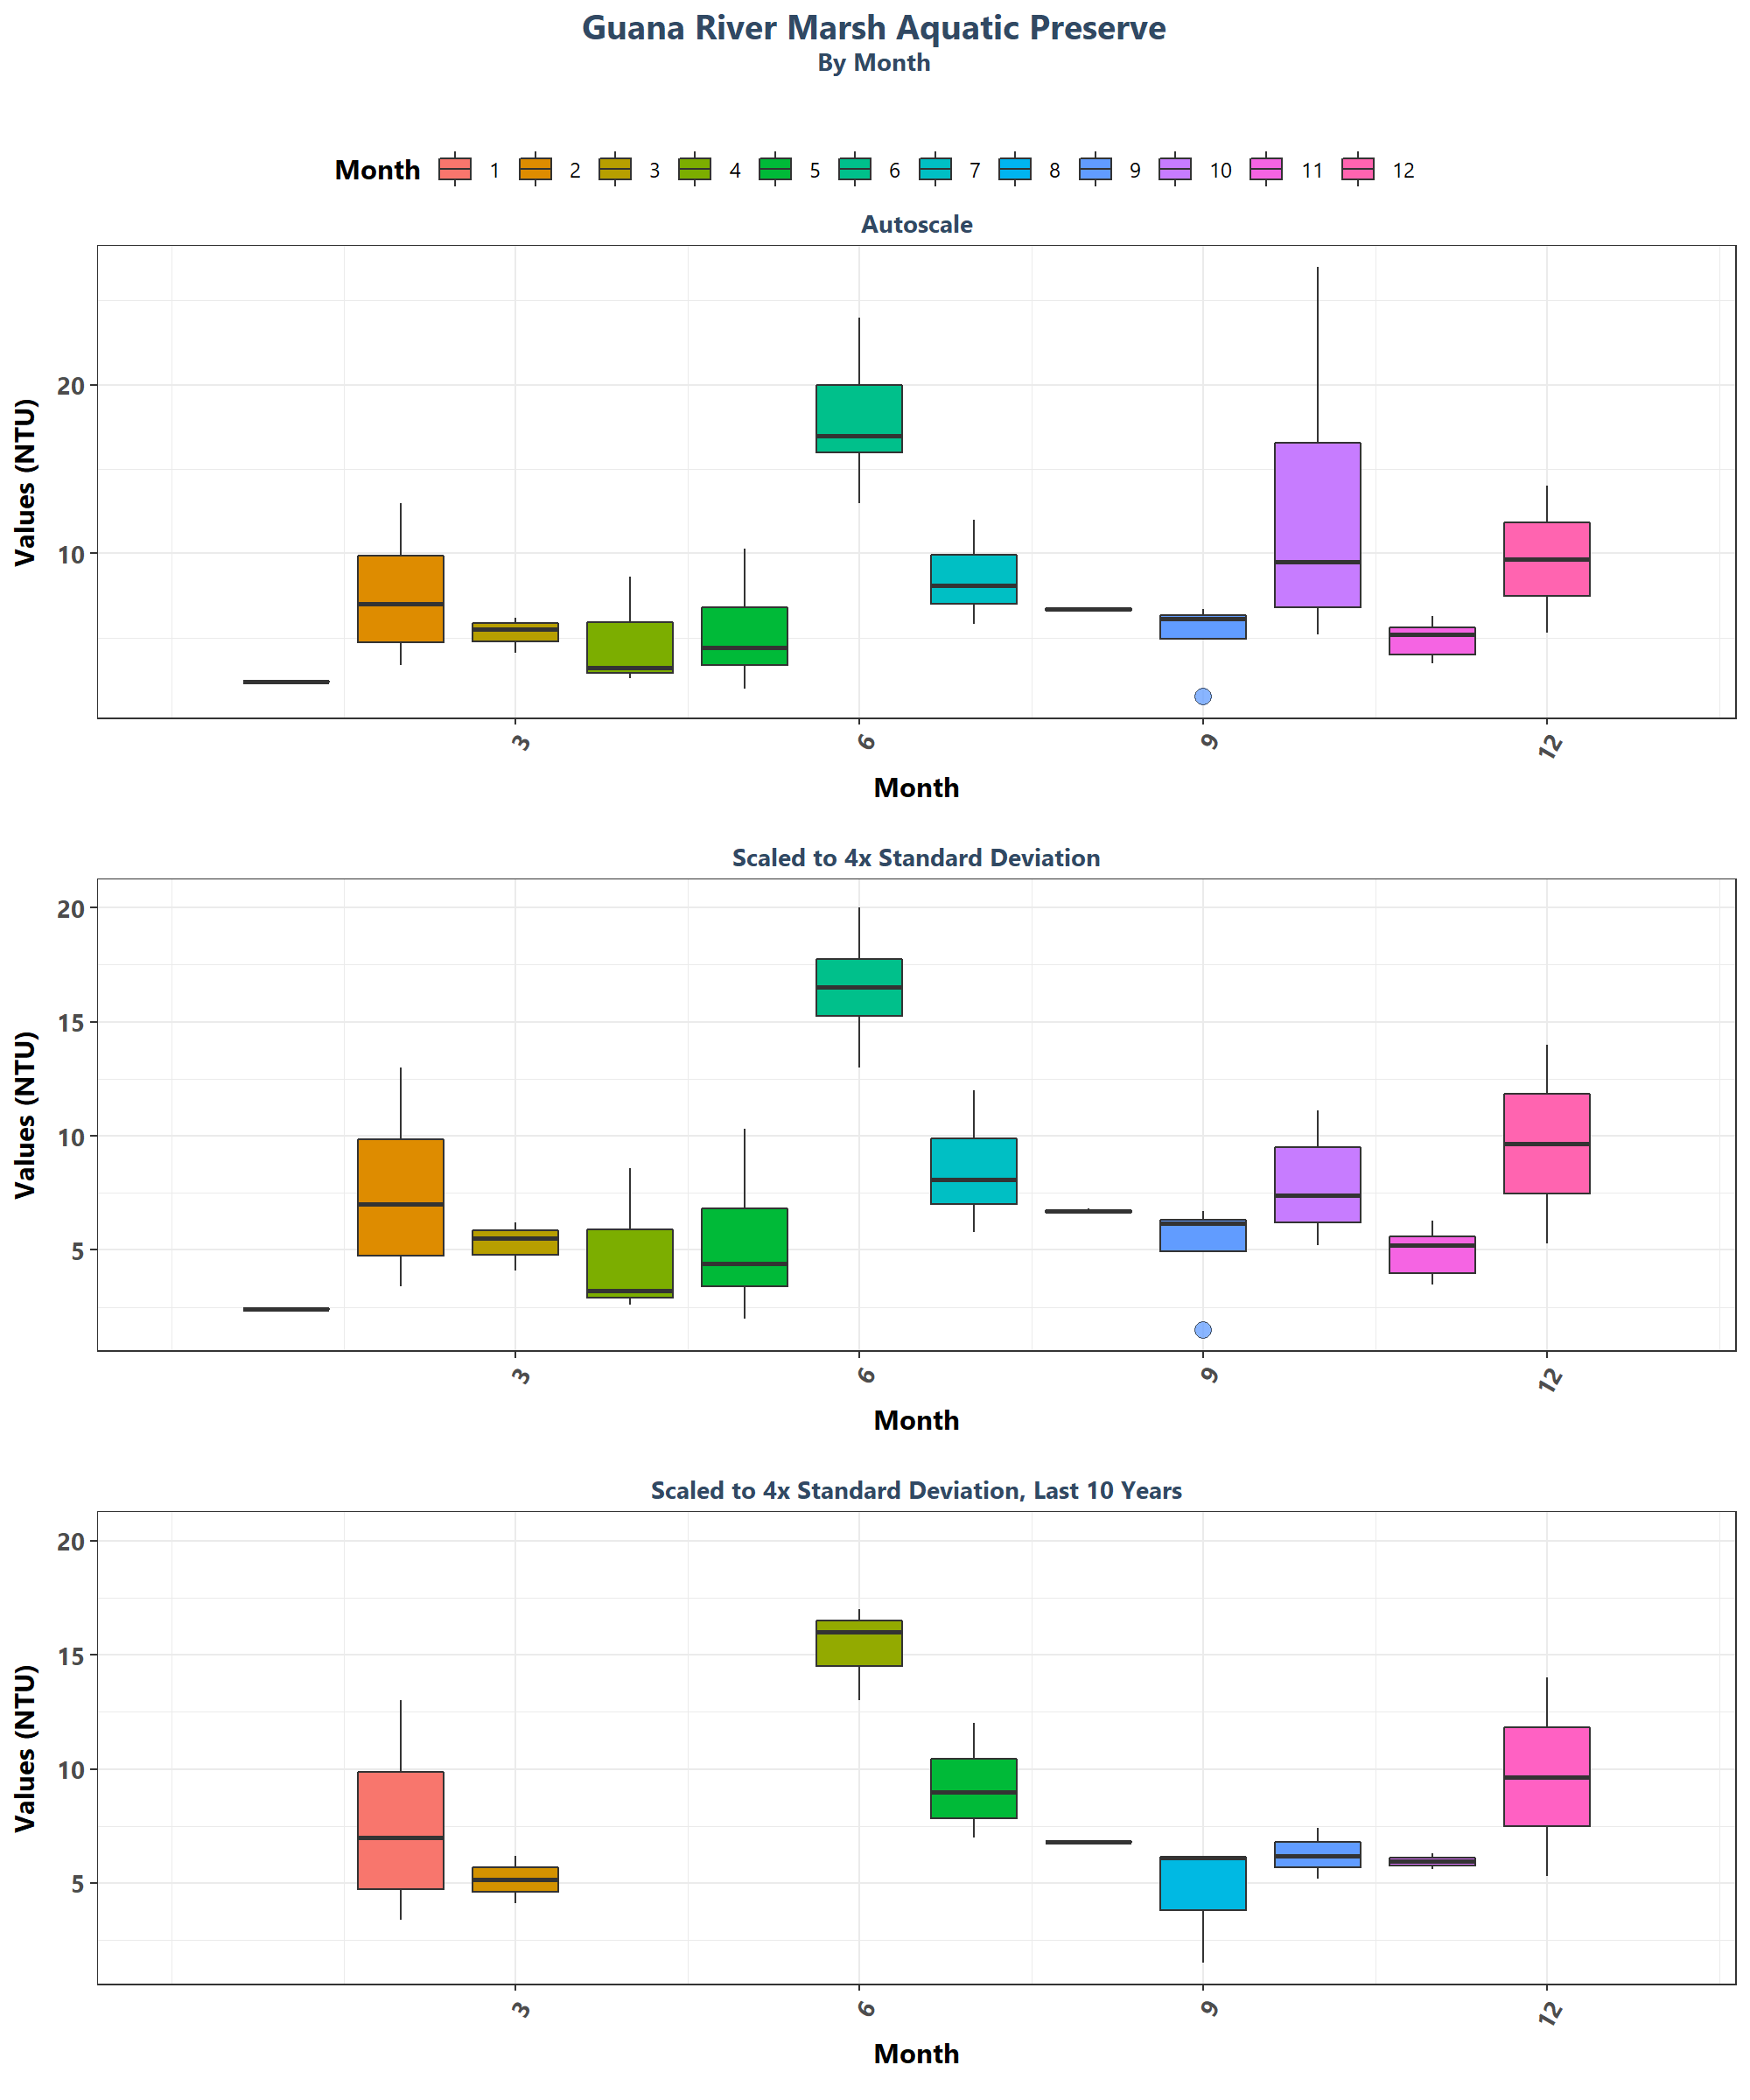 Guana River Marsh Aquatic Preserve
By Month
Month 1 2 3 4 5 6 7 8 9 10 11 12
Autoscale
Values (NTU)
20
10
3 6 9 12
Month
Scaled to 4x Standard Deviation
Values (NTU)
20
15
10
5
3 6 9 12
Month
Scaled to 4x Standard Deviation, Last 10 Years
Values (NTU)
20
15
10
5
3 6 9 12
Month